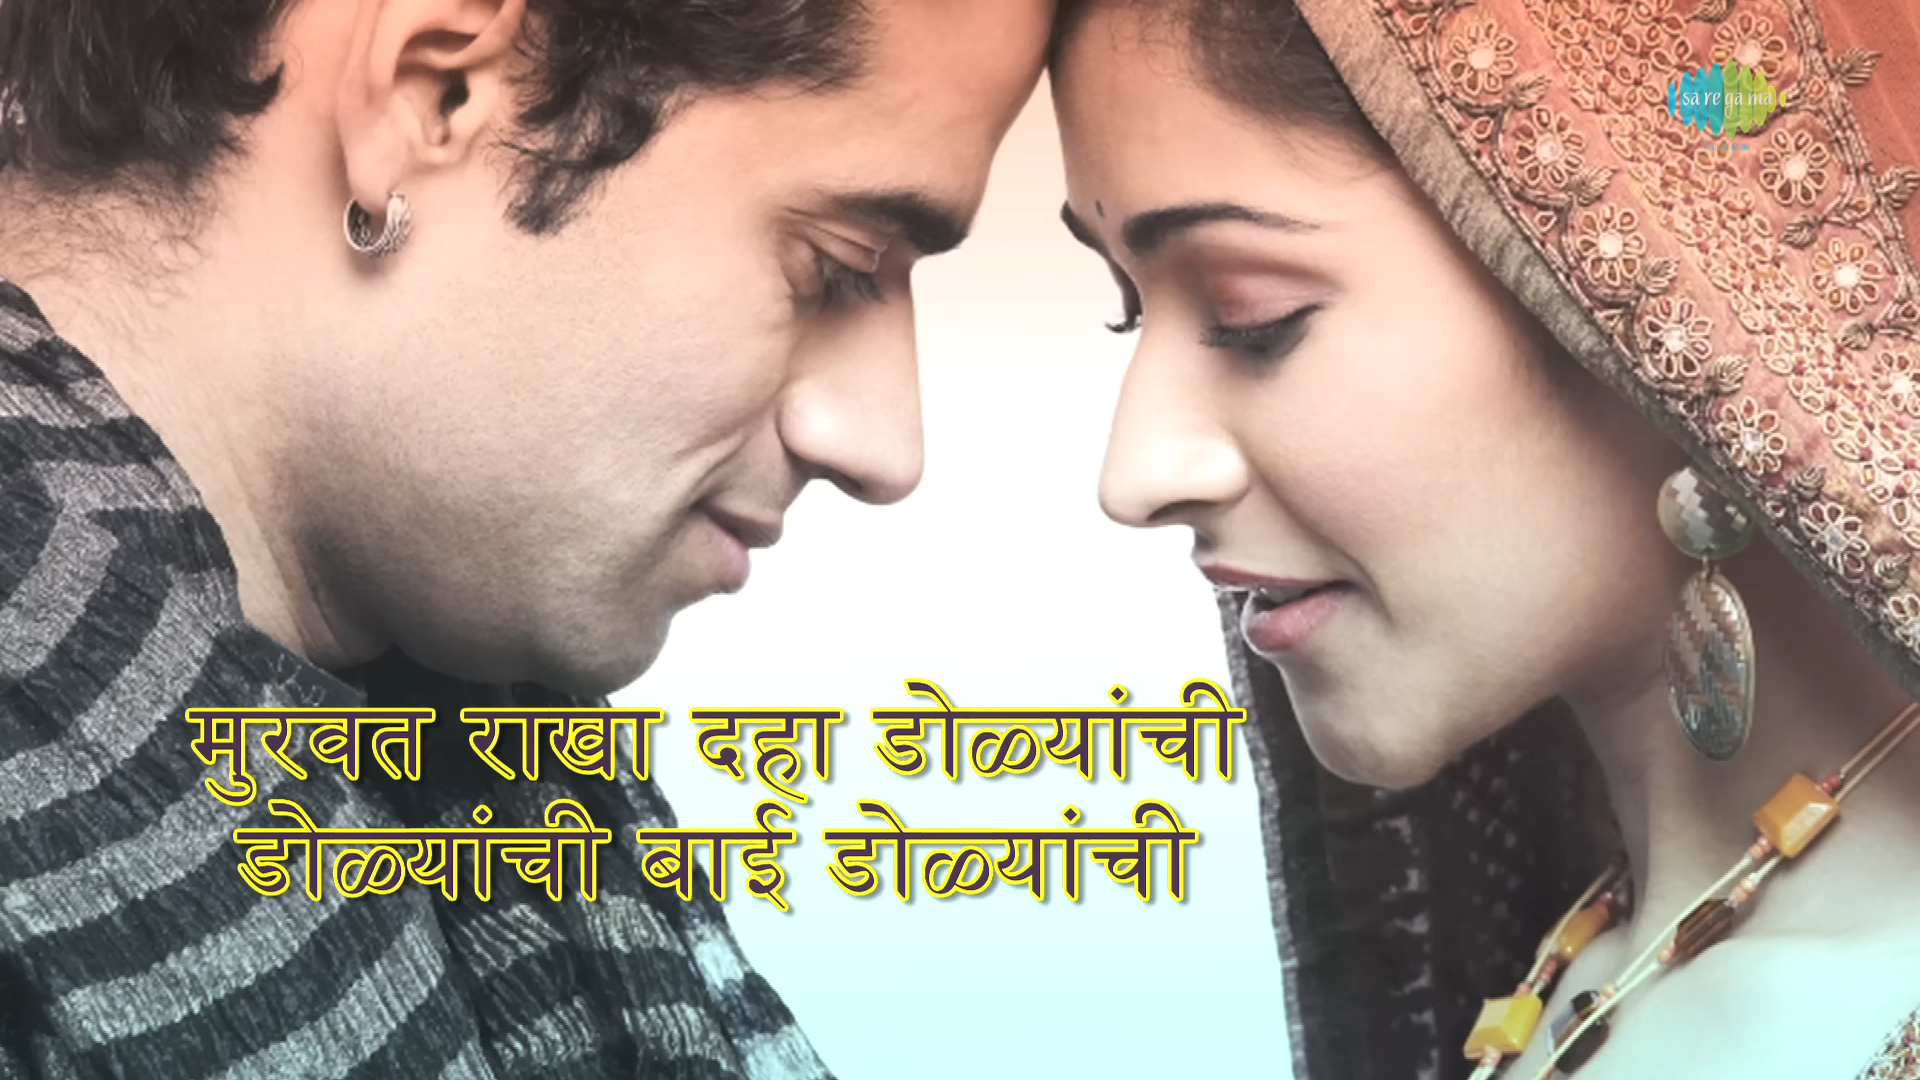 sa re ga ma
मुरवत राखा दहा डोळ्यांची
डोळ्यांची बाई डोळ्यांची